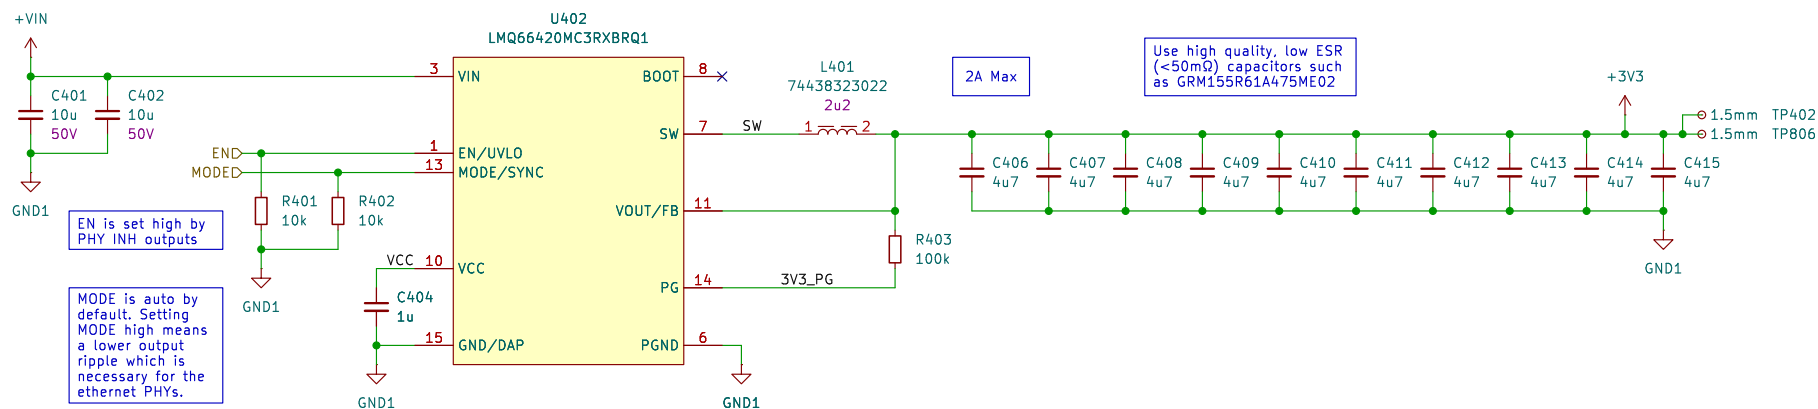 +VIN
U402
LMQ66420MC3RXBRQ1
3
VIN
BOOT
8
C401
10u
50V
C402
10u
50V
GND1
EN
MODE
1
EN/UVLO
13
MODE/SYNC
SW
7
SW
L401
74438323022
2u2
1
2
2A Max
Use high quality, low ESR
(<50mΩ) capacitors such
as GRM155R61A475ME02
+3V3
1.5mm TP402
1.5mm TP806
C406
4u7
C407
4u7
C408
4u7
C409
4u7
C410
4u7
C411
4u7
C412
4u7
C413
4u7
C414
4u7
C415
4u7
GND1
R401
10k
R402
10k
EN is set high by
PHY INH outputs
GND1
VOUT/FB
11
R403
100k
VCC
10
VCC
PG
14
3V3_PG
MODE is auto by
default. Setting
MODE high means
a lower output
ripple which is
necessary for the
ethernet PHYs.
C404
1u
15
GND/DAP
PGND
6
GND1
GND1